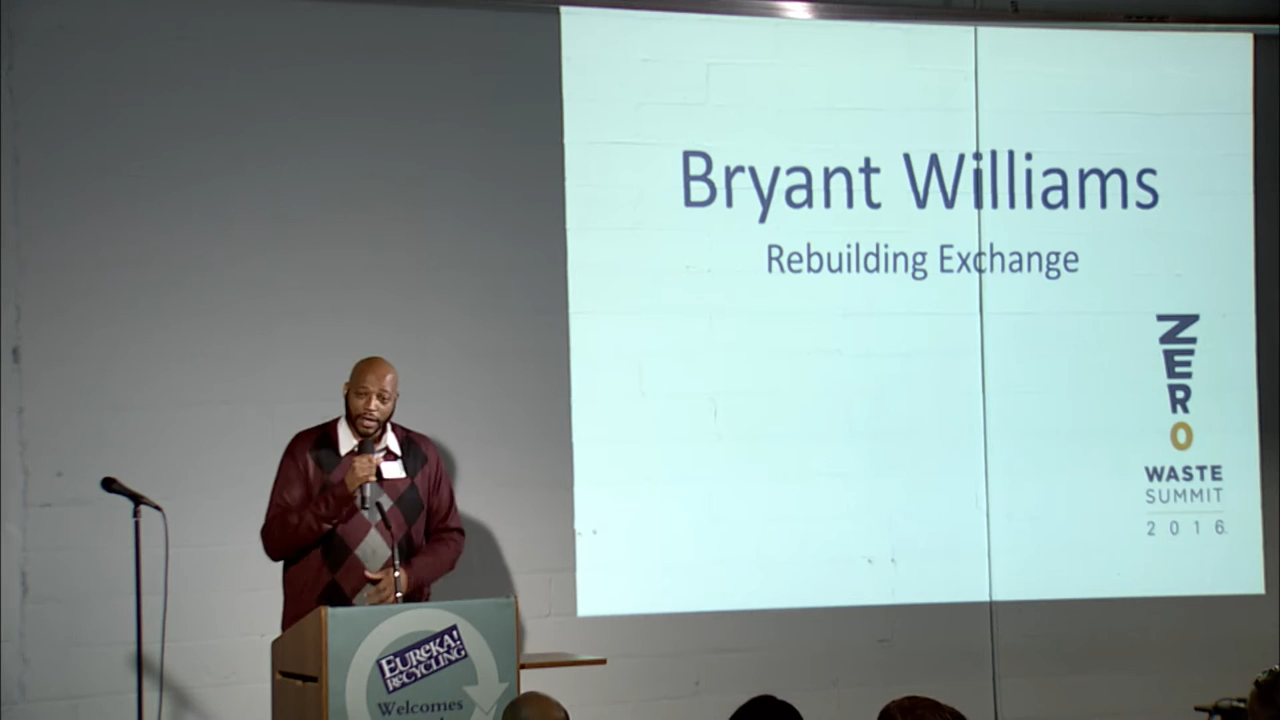 Bryant Williams
Rebuilding Exchange
ZERO
WASTE
SUMMIT
2016
EUREKA!
RECYCLING
Welcomes